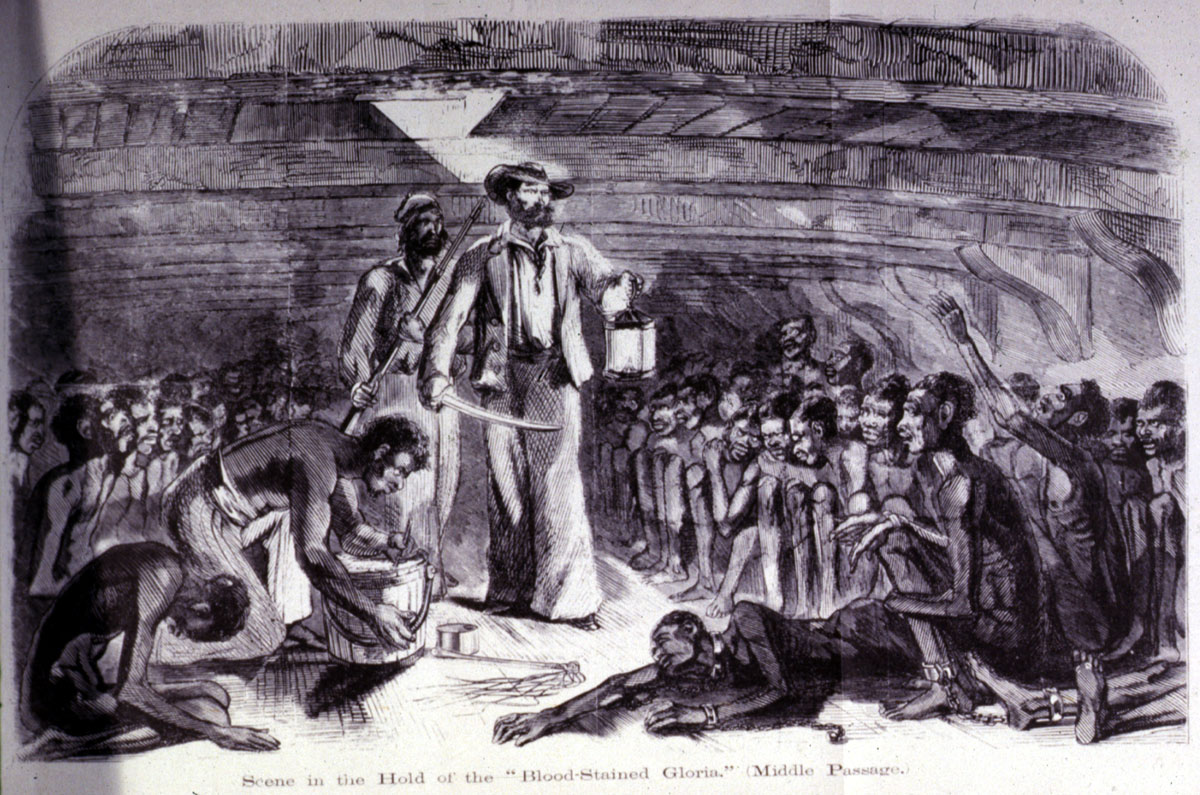 Scene in the Hold of the “Blood-Stained Gloria.” (Middle Passage.)